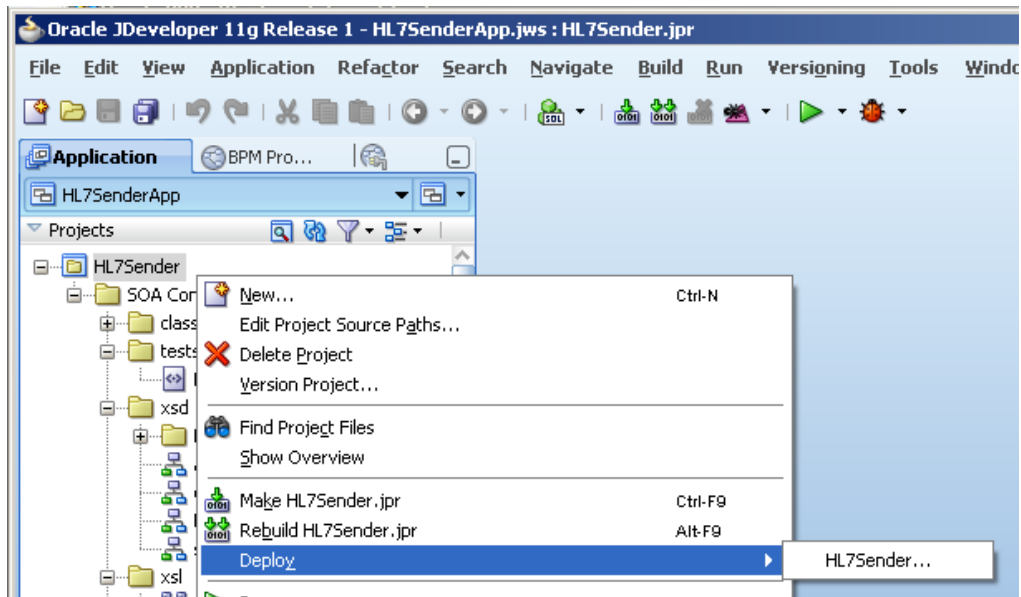 Oracle JDeveloper 11g Release 1 - HL7SenderApp.jws : HL7Sender.jpr
File Edit View Application Refactor Search Navigate Build Run Versioning Tools
Application BPM Pro...
HL7SenderApp
Projects
HL7Sender
SOA
New... Ctrl-N
Edit Project Source Paths...
tests
Delete Project
Version Project...
xsd
Find Project Files
Show Overview
Make HL7Sender.jpr Ctrl-F9
Rebuild HL7Sender.jpr Alt-F9
Deploy HL7Sender...
xsl